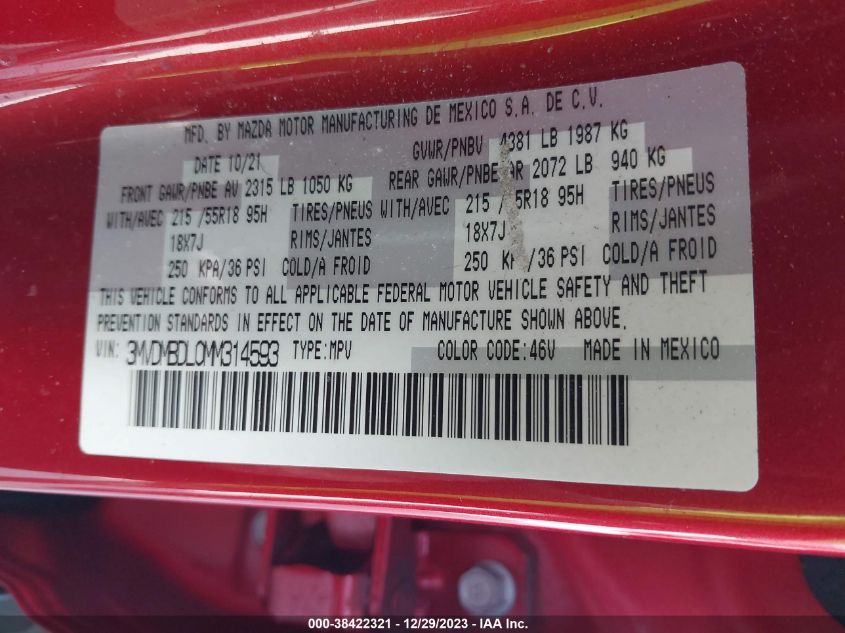 MFD. BY MAZDA MOTOR MANUFACTURING DE MEXICO S.A. DE C.V.
DATE 10/21 GVWR/PNBV 4381 LB 1987 KG
FRONT GAWR/PNBE AV 2315 LB 1050 KG REAR GAWR/PNBE AR 2072 LB 940 KG
WITH/AVEC 215 /55R18 95H TIRES/PNEUS WITH/AVEC 215 / 5R18 95H TIRES/PNEUS
18X7J RIMS/JANTES 18X7J RIMS/JANTES
250 KPA/36 PSI COLD/A FROID 250 KP /36 PSI COLD/A FROID
THIS VEHICLE CONFORMS TO ALL APPLICABLE FEDERAL MOTOR VEHICLE SAFETY AND THEFT
PREVENTION STANDARDS IN EFFECT ON THE DATE OF MANUFACTURE SHOWN ABOVE.
VIN: 3MVDMBDL0MM314593 TYPE:MPV COLOR CODE:46V MADE IN MEXICO
000-38422321 - 12/29/2023 - IAA Inc.